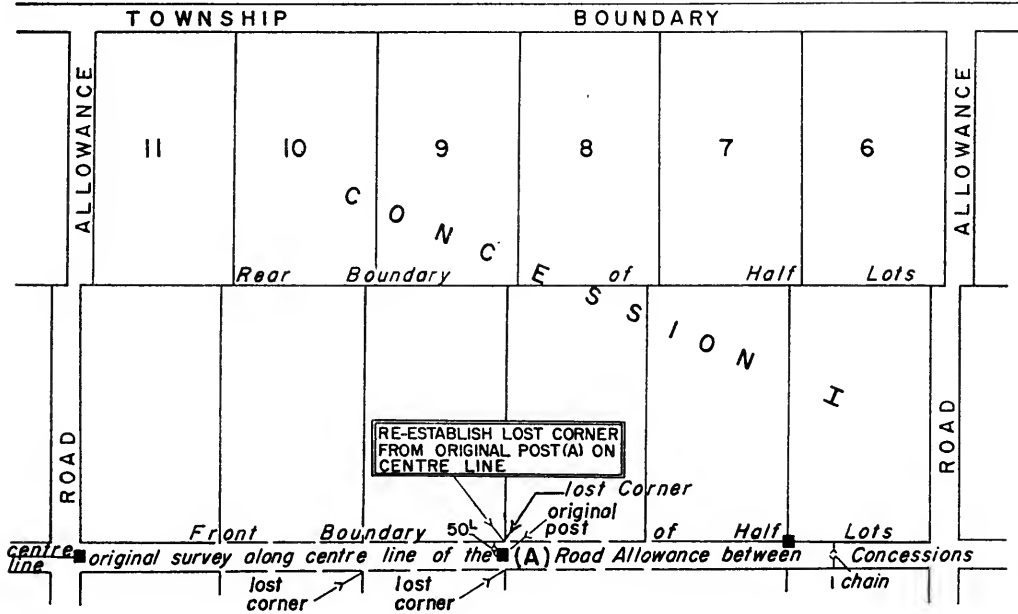 TOWNSHIP BOUNDARY
ALLOWANCE
ALLOWANCE
11 10 9 8 7 6
CONCESSION I
Rear Boundary of Half Lots
ROAD
ROAD
RE-ESTABLISH LOST CORNER
FROM ORIGINAL POST(A) ON
CENTRE LINE
lost Corner
original
post
50L
Front Boundary of Half Lots
centre
line
original survey along centre line of the (A) Road Allowance between Concessions
chain
lost
corner
lost
corner